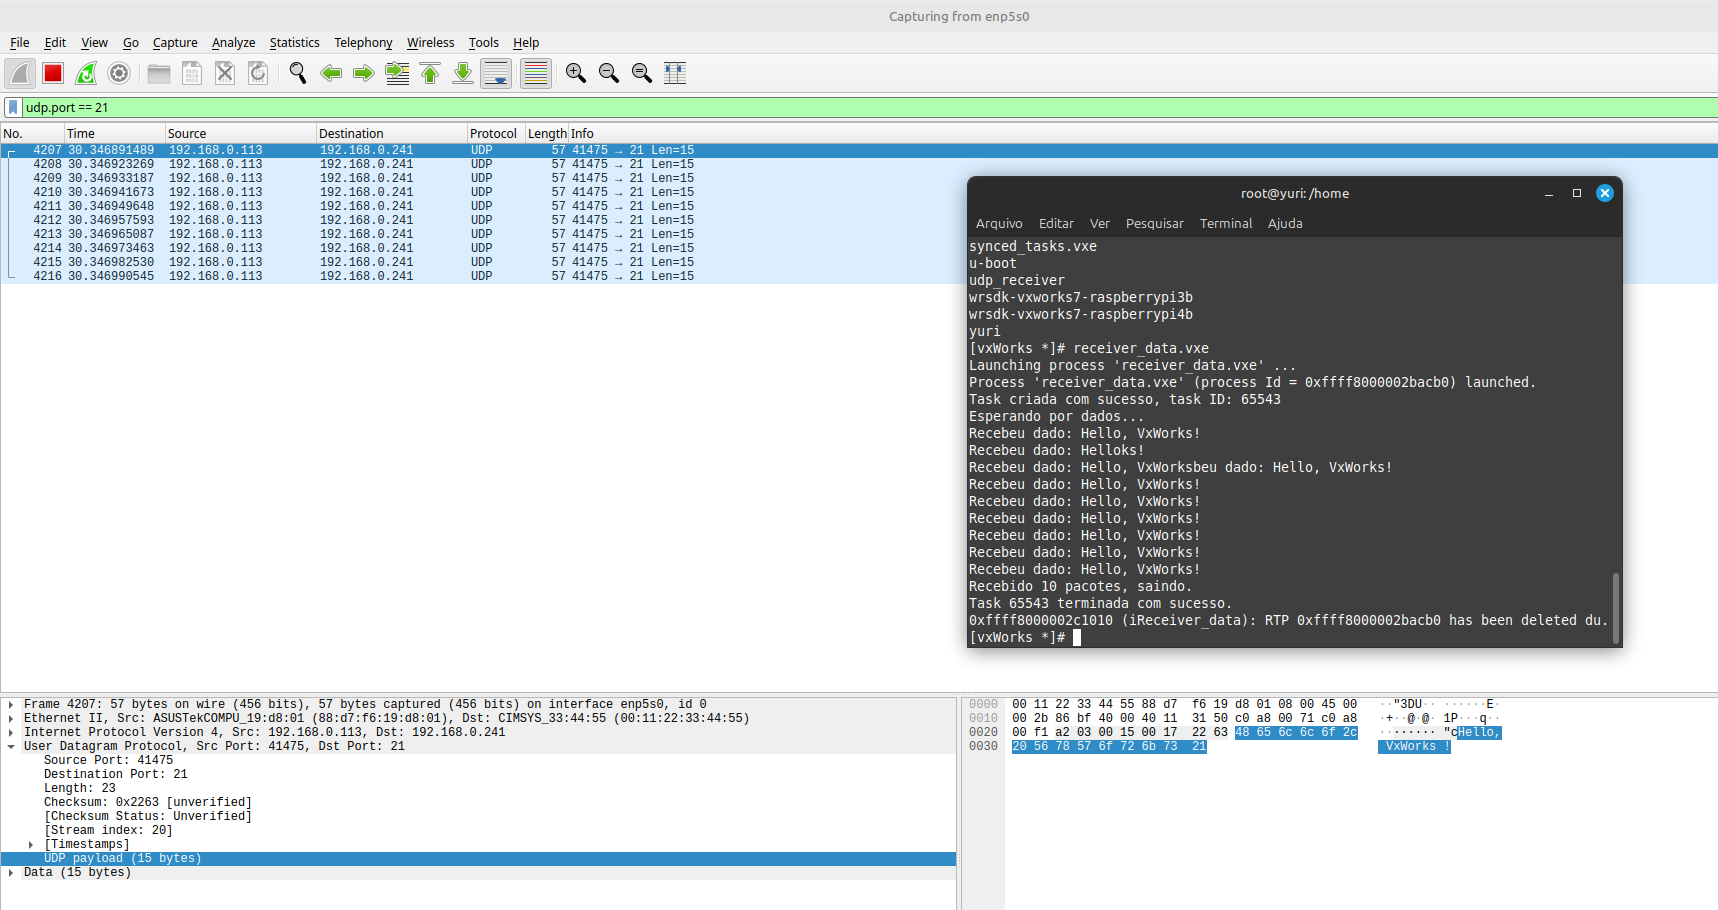 Capturing from enp5s0
File Edit View Go Capture Analyze Statistics Telephony Wireless Tools Help
udp.port == 21
No. Time Source Destination Protocol Length Info
4207 30.346891489 192.168.0.113 192.168.0.241 UDP 57 41475 → 21 Len=15
4208 30.346923269 192.168.0.113 192.168.0.241 UDP 57 41475 → 21 Len=15
4209 30.346933187 192.168.0.113 192.168.0.241 UDP 57 41475 → 21 Len=15
4210 30.346941673 192.168.0.113 192.168.0.241 UDP 57 41475 → 21 Len=15
4211 30.346949648 192.168.0.113 192.168.0.241 UDP 57 41475 → 21 Len=15
4212 30.346957593 192.168.0.113 192.168.0.241 UDP 57 41475 → 21 Len=15
4213 30.346965087 192.168.0.113 192.168.0.241 UDP 57 41475 → 21 Len=15
4214 30.346973463 192.168.0.113 192.168.0.241 UDP 57 41475 → 21 Len=15
4215 30.346982530 192.168.0.113 192.168.0.241 UDP 57 41475 → 21 Len=15
4216 30.346990545 192.168.0.113 192.168.0.241 UDP 57 41475 → 21 Len=15
root@yuri: /home
Arquivo Editar Ver Pesquisar Terminal Ajuda
synced_tasks.vxe
u-boot
udp_receiver
wrsdk-vxworks7-raspberrypi3b
wrsdk-vxworks7-raspberrypi4b
yuri
[vxWorks *]# receiver_data.vxe
Launching process 'receiver_data.vxe' ...
Process 'receiver_data.vxe' (process Id = 0xffff8000002bacb0) launched.
Task criada com sucesso, task ID: 65543
Esperando por dados...
Recebeu dado: Hello, VxWorks!
Recebeu dado: Helloks!
Recebeu dado: Hello, VxWorksbeu dado: Hello, VxWorks!
Recebeu dado: Hello, VxWorks!
Recebeu dado: Hello, VxWorks!
Recebeu dado: Hello, VxWorks!
Recebeu dado: Hello, VxWorks!
Recebeu dado: Hello, VxWorks!
Recebeu dado: Hello, VxWorks!
Recebido 10 pacotes, saindo.
Task 65543 terminada com sucesso.
0xffff8000002c1010 (iReceiver_data): RTP 0xffff8000002bacb0 has been deleted du.
[vxWorks *]#
Frame 4207: 57 bytes on wire (456 bits), 57 bytes captured (456 bits) on interface enp5s0, id 0
Ethernet II, Src: ASUSTekCOMPU_19:d8:01 (88:d7:f6:19:d8:01), Dst: CIMSYS_33:44:55 (00:11:22:33:44:55)
Internet Protocol Version 4, Src: 192.168.0.113, Dst: 192.168.0.241
User Datagram Protocol, Src Port: 41475, Dst Port: 21
Source Port: 41475
Destination Port: 21
Length: 23
Checksum: 0x2263 [unverified]
[Checksum Status: Unverified]
[Stream index: 20]
[Timestamps]
UDP payload (15 bytes)
Data (15 bytes)
0000 00 11 22 33 44 55 88 d7 f6 19 d8 01 08 00 45 00 ··"3DU·· ······E·
0010 00 2b 86 bf 40 00 40 11 31 50 c0 a8 00 71 c0 a8 ·+··@·@· 1P···q··
0020 00 f1 a2 03 00 15 00 17 22 63 48 65 6c 6c 6f 2c ········ "cHello,
0030 20 56 78 57 6f 72 6b 73 21 VxWorks !